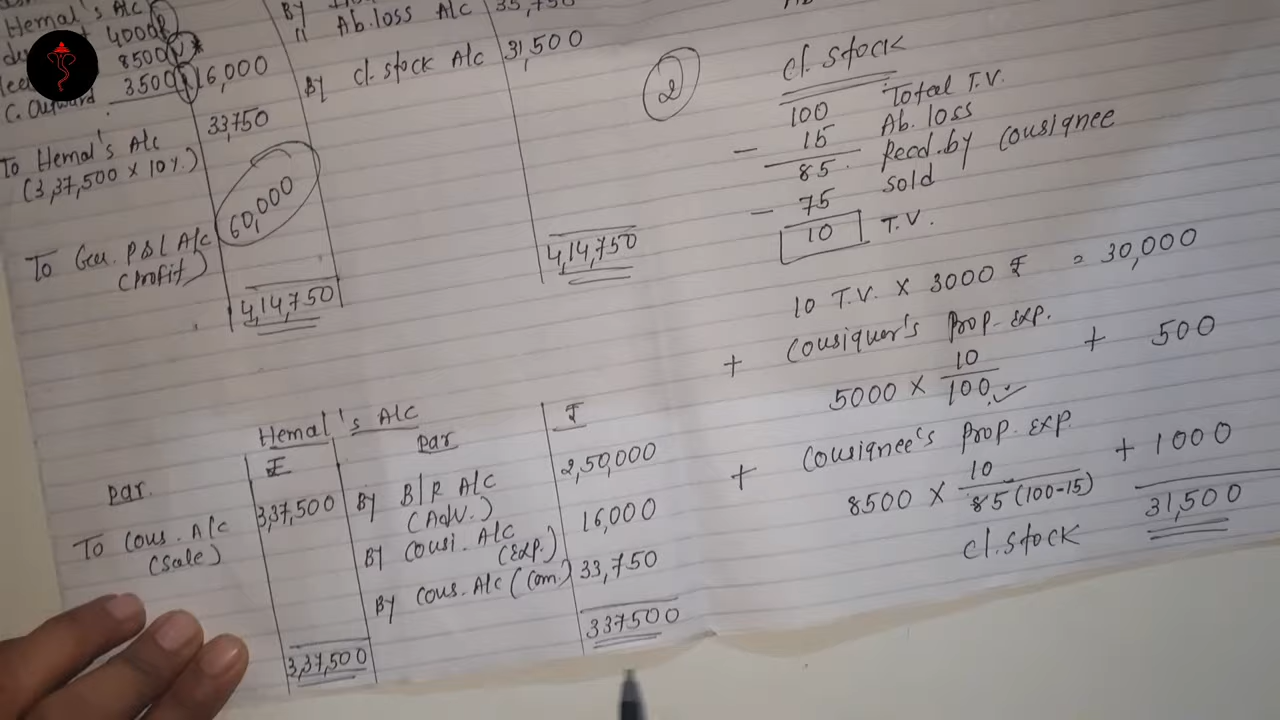 Hemal's A/c
4000
8500
3500 16,000
C. Outward
By
" Ab. loss A/c 35,750
By cl. stock A/c 31,500
To Hemal's A/c 33,750
(3,37,500 x 10%)
To Gen. P&L A/c 60,000
(Profit)
4,14,750
4,14,750
2
cl. stock
100 Total T.V.
- 15 Ab. loss
85 Recd. by Cousignee
- 75 sold
10 T.V.
10 T.V. x 3000 ₹ = 30,000
+ Cousiquer's Prop. Exp.
5000 x 10/100 + 500
+ Cousignee's Prop. Exp.
8500 x 10/85 (100-15) + 1000
cl. stock 31,500
Hemal's A/c
Par. ₹ Par ₹
To Cous. A/c 3,37,500 By B/R A/c 2,50,000
(Sale) (Adv.)
By Cousi. A/c 16,000
(Exp.)
By Cous. A/c (Com.) 33,750
3,37,500 337500